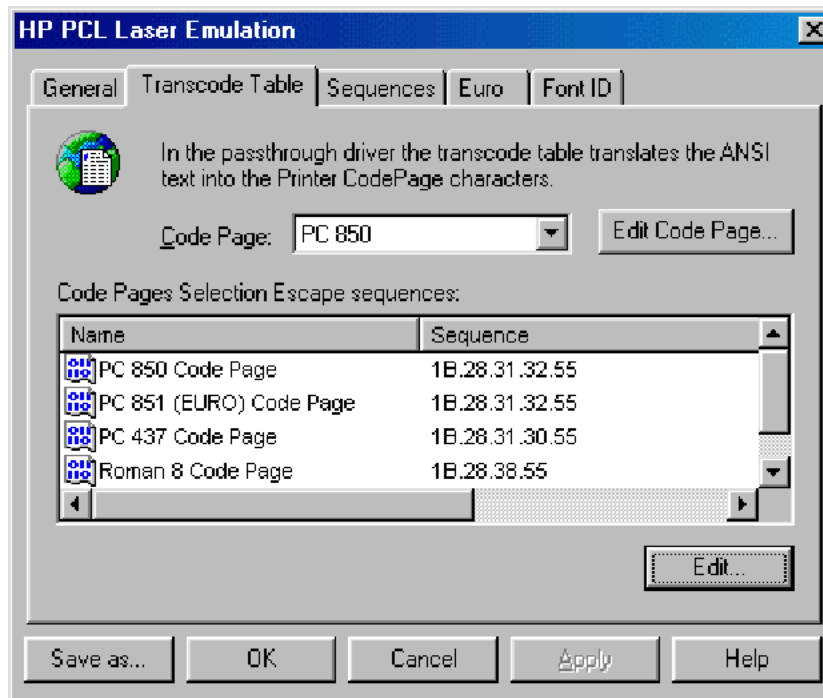 HP PCL Laser Emulation
General Transcode Table Sequences Euro Font ID
In the passthrough driver the transcode table translates the ANSI
text into the Printer CodePage characters.
Code Page: PC 850 Edit Code Page...
Code Pages Selection Escape sequences:
Name Sequence
PC 850 Code Page 1B.28.31.32.55
PC 851 (EURO) Code Page 1B.28.31.32.55
PC 437 Code Page 1B.28.31.30.55
Roman 8 Code Page 1B.28.38.55
Edit...
Save as... OK Cancel Apply Help